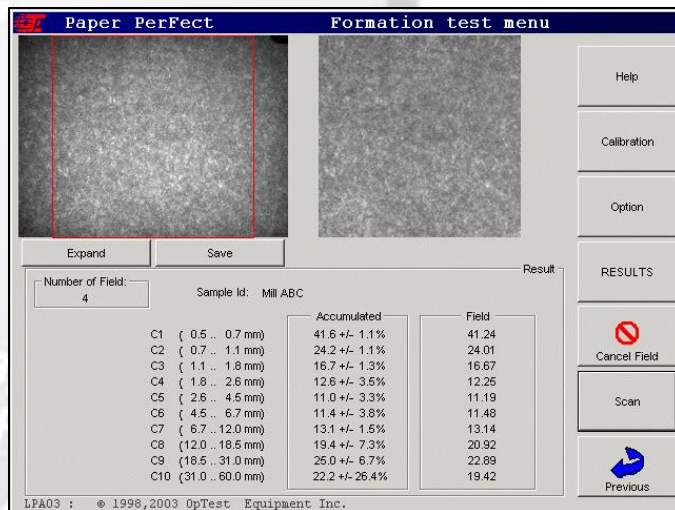 Paper PerFect Formation test menu
Help
Calibration
Option
RESULTS
Cancel Field
Scan
Previous
Expand Save
Result
Number of Field:
4
Sample Id: Mill ABC
Accumulated Field
C1 ( 0.5 .. 0.7 mm) 41.6 +/- 1.1% 41.24
C2 ( 0.7 .. 1.1 mm) 24.2 +/- 1.1% 24.01
C3 ( 1.1 .. 1.8 mm) 16.7 +/- 1.3% 16.67
C4 ( 1.8 .. 2.6 mm) 12.6 +/- 3.5% 12.25
C5 ( 2.6 .. 4.5 mm) 11.0 +/- 3.3% 11.19
C6 ( 4.5 .. 6.7 mm) 11.4 +/- 3.8% 11.48
C7 ( 6.7 .. 12.0 mm) 13.1 +/- 1.5% 13.14
C8 (12.0 .. 18.5 mm) 19.4 +/- 7.3% 20.92
C9 (18.5 .. 31.0 mm) 25.0 +/- 6.7% 22.89
C10 (31.0 .. 60.0 mm) 22.2 +/- 26.4% 19.42
LPA03 : © 1998,2003 OpTest Equipment Inc.